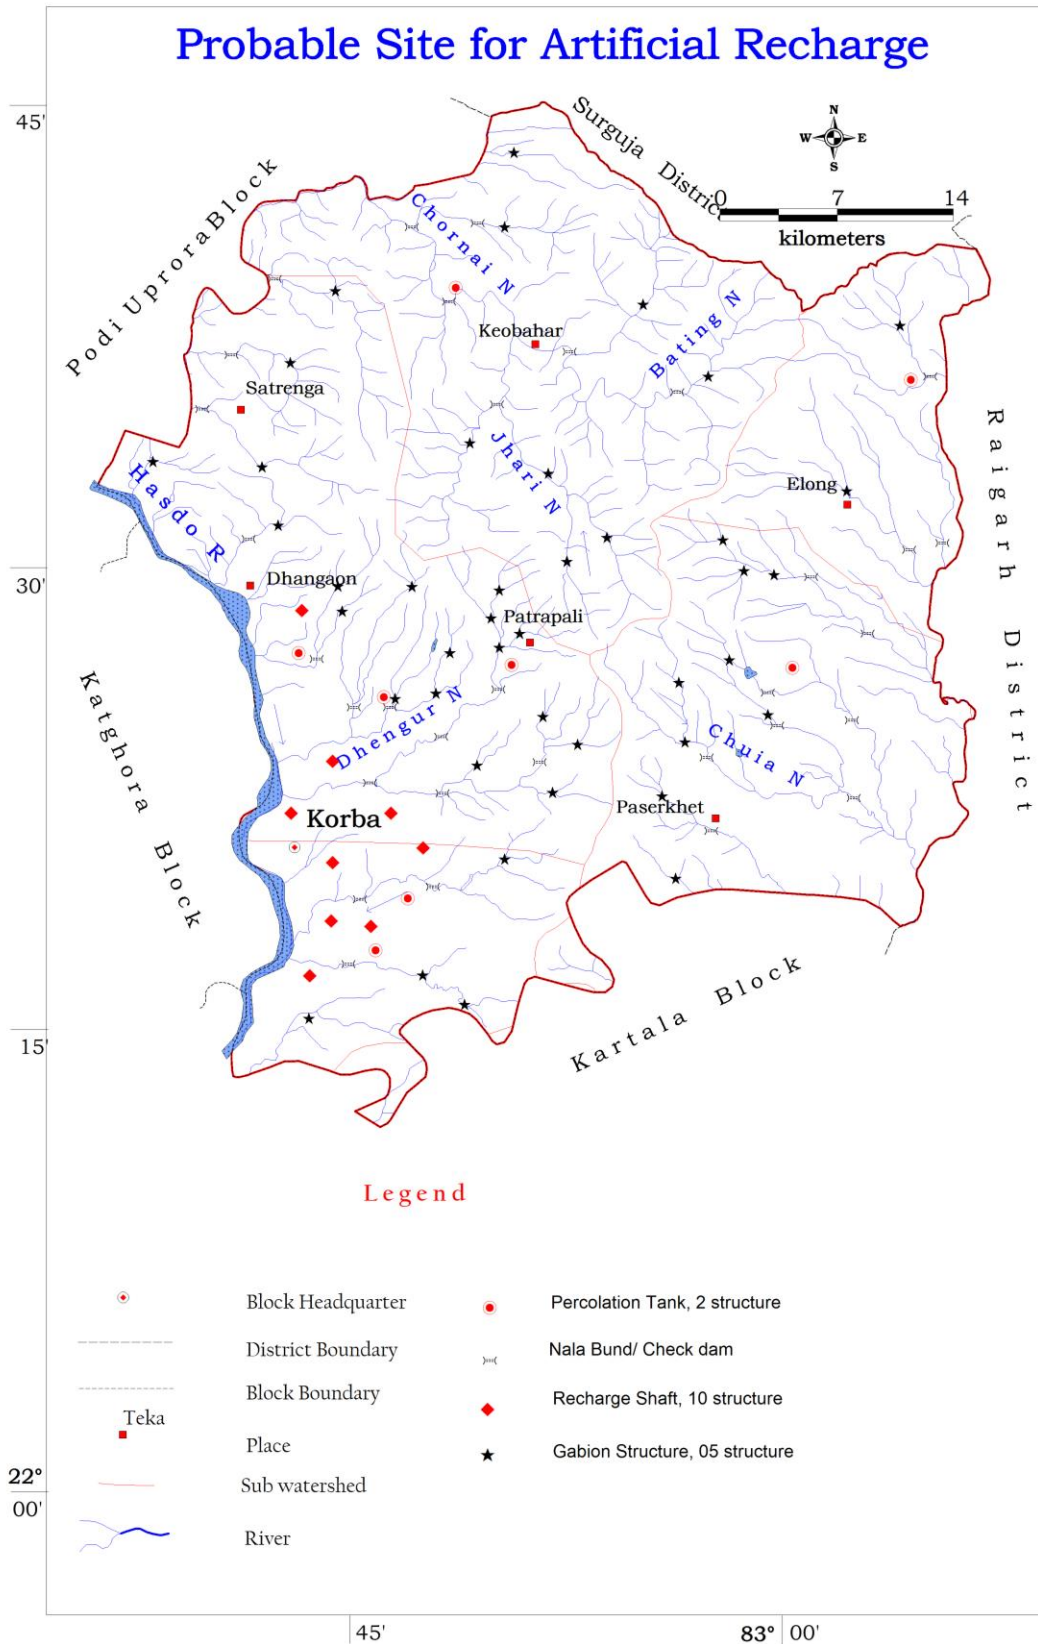 Probable Site for Artificial Recharge
45'
Surguja District
N
W E
S
0 7 14
kilometers
Podi Uprora Block
Chornai N
Keobahar
Bating N
Satrenga
Raigarh District
Jhari N
Elong
Hasdo R
30'
Dhangaon
Patrapali
Katghora Block
Dhengur N
Chuia N
Korba
Paserkhet
Kartala Block
15'
Legend
Block Headquarter
Percolation Tank, 2 structure
District Boundary
Nala Bund/ Check dam
Block Boundary
Recharge Shaft, 10 structure
Teka
Place
Gabion Structure, 05 structure
22°
00'
Sub watershed
River
45'
83° 00'